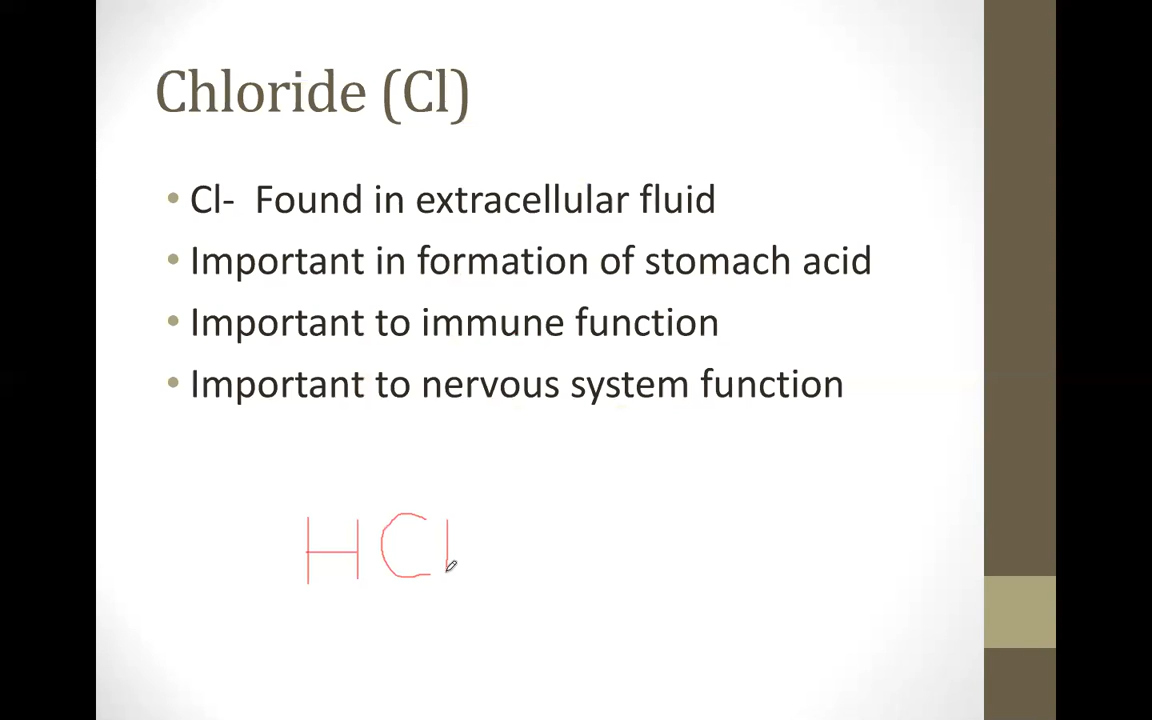 Chloride (Cl)
• Cl-  Found in extracellular fluid
• Important in formation of stomach acid
• Important to immune function
• Important to nervous system function
HCl